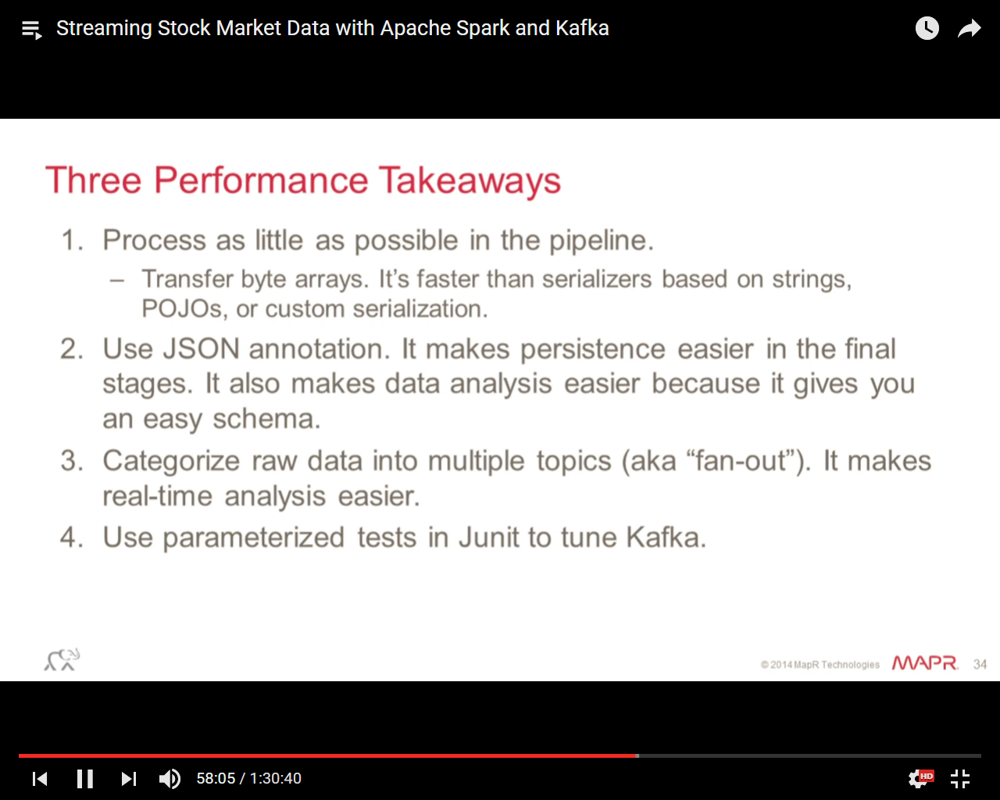 Streaming Stock Market Data with Apache Spark and Kafka
Three Performance Takeaways
1. Process as little as possible in the pipeline.
– Transfer byte arrays. It’s faster than serializers based on strings,
POJOs, or custom serialization.
2. Use JSON annotation. It makes persistence easier in the final
stages. It also makes data analysis easier because it gives you
an easy schema.
3. Categorize raw data into multiple topics (aka “fan-out”). It makes
real-time analysis easier.
4. Use parameterized tests in Junit to tune Kafka.
© 2014 MapR Technologies MAPR. 34
58:05 / 1:30:40 HD